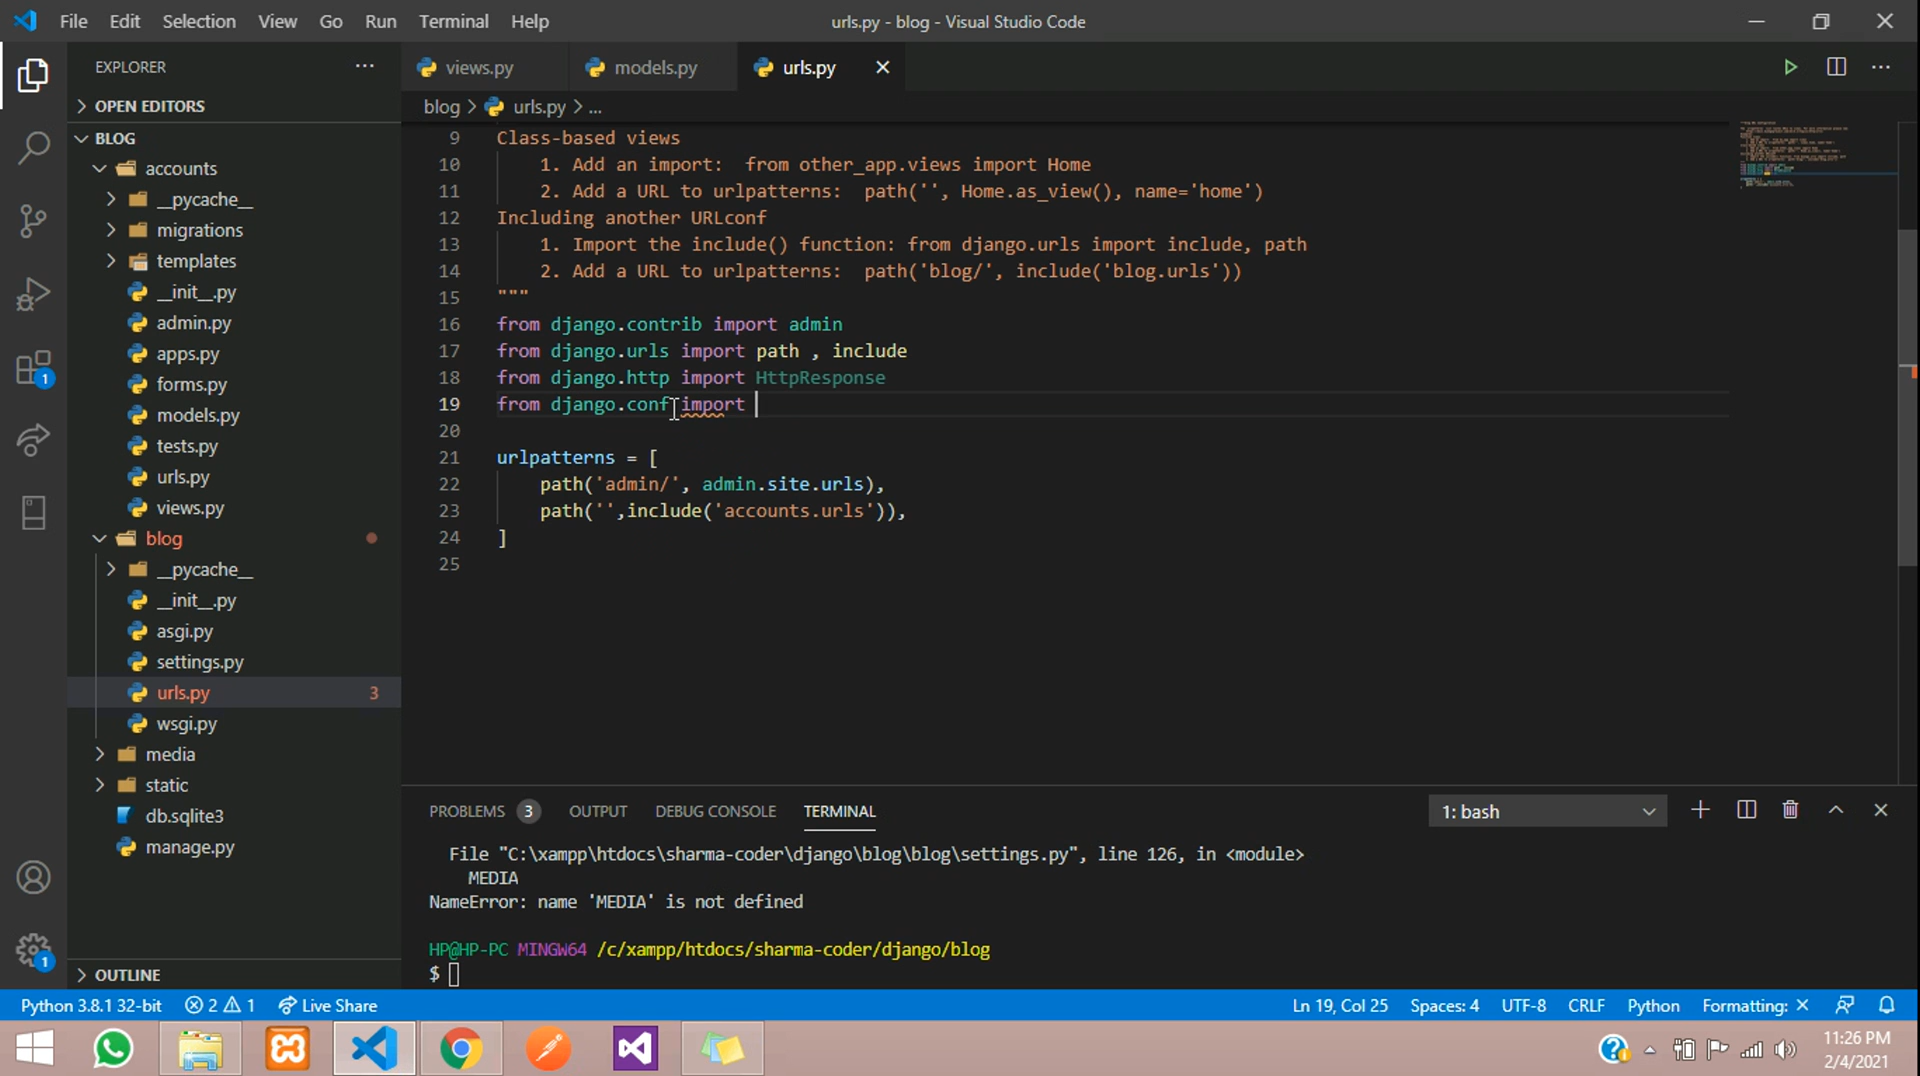 File Edit Selection View Go Run Terminal Help urls.py - blog - Visual Studio Code
EXPLORER
views.py models.py urls.py
OPEN EDITORS
blog > urls.py > ...
BLOG
accounts
__pycache__
migrations
templates
__init__.py
admin.py
apps.py
forms.py
models.py
tests.py
urls.py
views.py
blog
__pycache__
__init__.py
asgi.py
settings.py
urls.py 3
wsgi.py
media
static
db.sqlite3
manage.py
OUTLINE
9 Class-based views
10 1. Add an import:  from other_app.views import Home
11 2. Add a URL to urlpatterns:  path('', Home.as_view(), name='home')
12 Including another URLconf
13 1. Import the include() function: from django.urls import include, path
14 2. Add a URL to urlpatterns:  path('blog/', include('blog.urls'))
15 """
16 from django.contrib import admin
17 from django.urls import path , include
18 from django.http import HttpResponse
19 from django.conf import
20
21 urlpatterns = [
22 path('admin/', admin.site.urls),
23 path('',include('accounts.urls')),
24 ]
25
PROBLEMS 3 OUTPUT DEBUG CONSOLE TERMINAL 1: bash
File "C:\xampp\htdocs\sharma-coder\django\blog\blog\settings.py", line 126, in <module>
MEDIA
NameError: name 'MEDIA' is not defined
HP@HP-PC MINGW64 /c/xampp/htdocs/sharma-coder/django/blog
$
1
1
Python 3.8.1 32-bit 2 1 Live Share Ln 19, Col 25 Spaces: 4 UTF-8 CRLF Python Formatting: ×
11:26 PM
2/4/2021